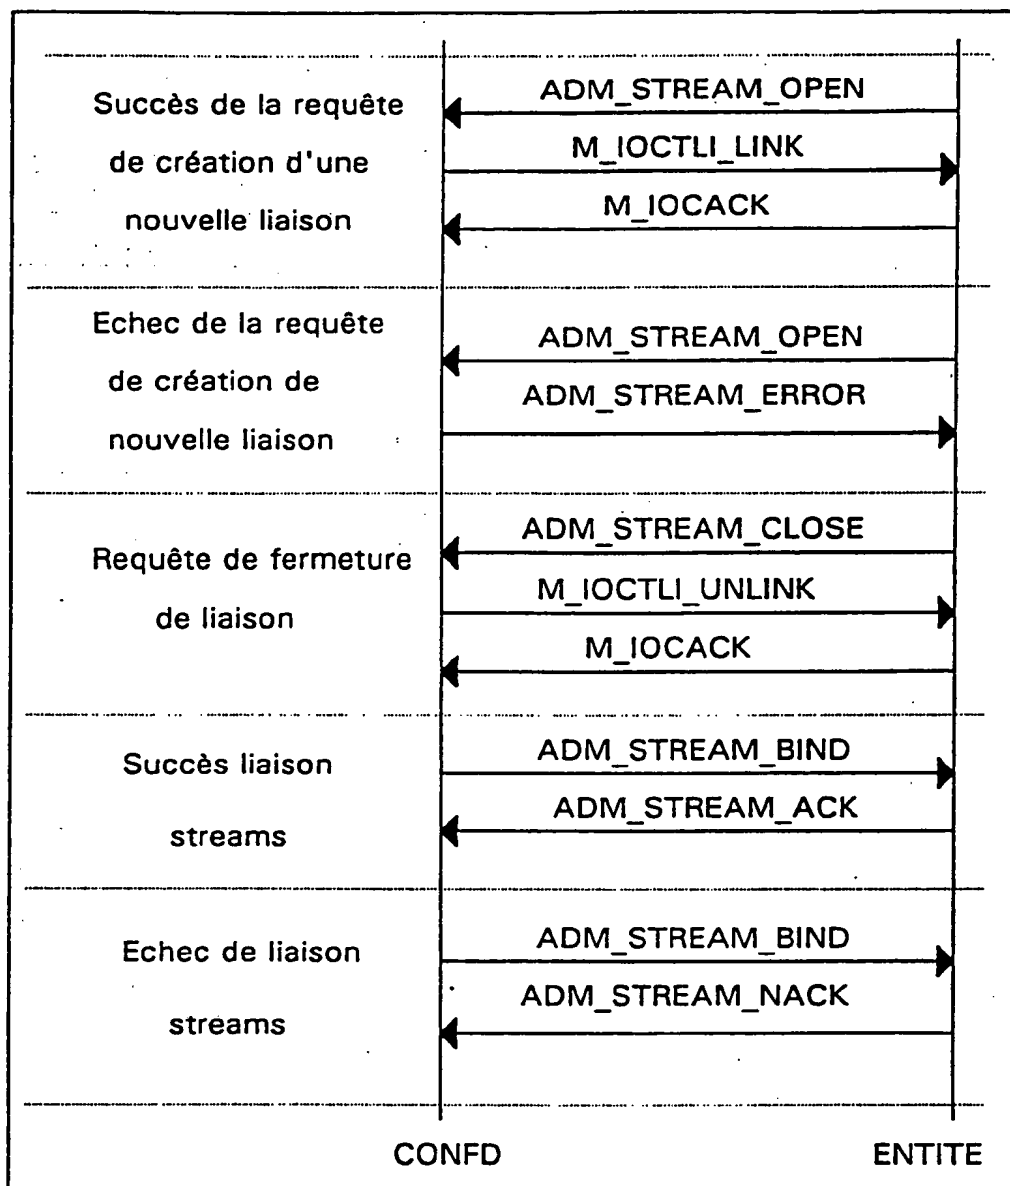 Succès de la requête
de création d'une
nouvelle liaison
ADM_STREAM_OPEN
M_IOCTLI_LINK
M_IOCACK
Echec de la requête
de création de
nouvelle liaison
ADM_STREAM_OPEN
ADM_STREAM_ERROR
Requête de fermeture
de liaison
ADM_STREAM_CLOSE
M_IOCTLI_UNLINK
M_IOCACK
Succès liaison
streams
ADM_STREAM_BIND
ADM_STREAM_ACK
Echec de liaison
streams
ADM_STREAM_BIND
ADM_STREAM_NACK
CONFD
ENTITE